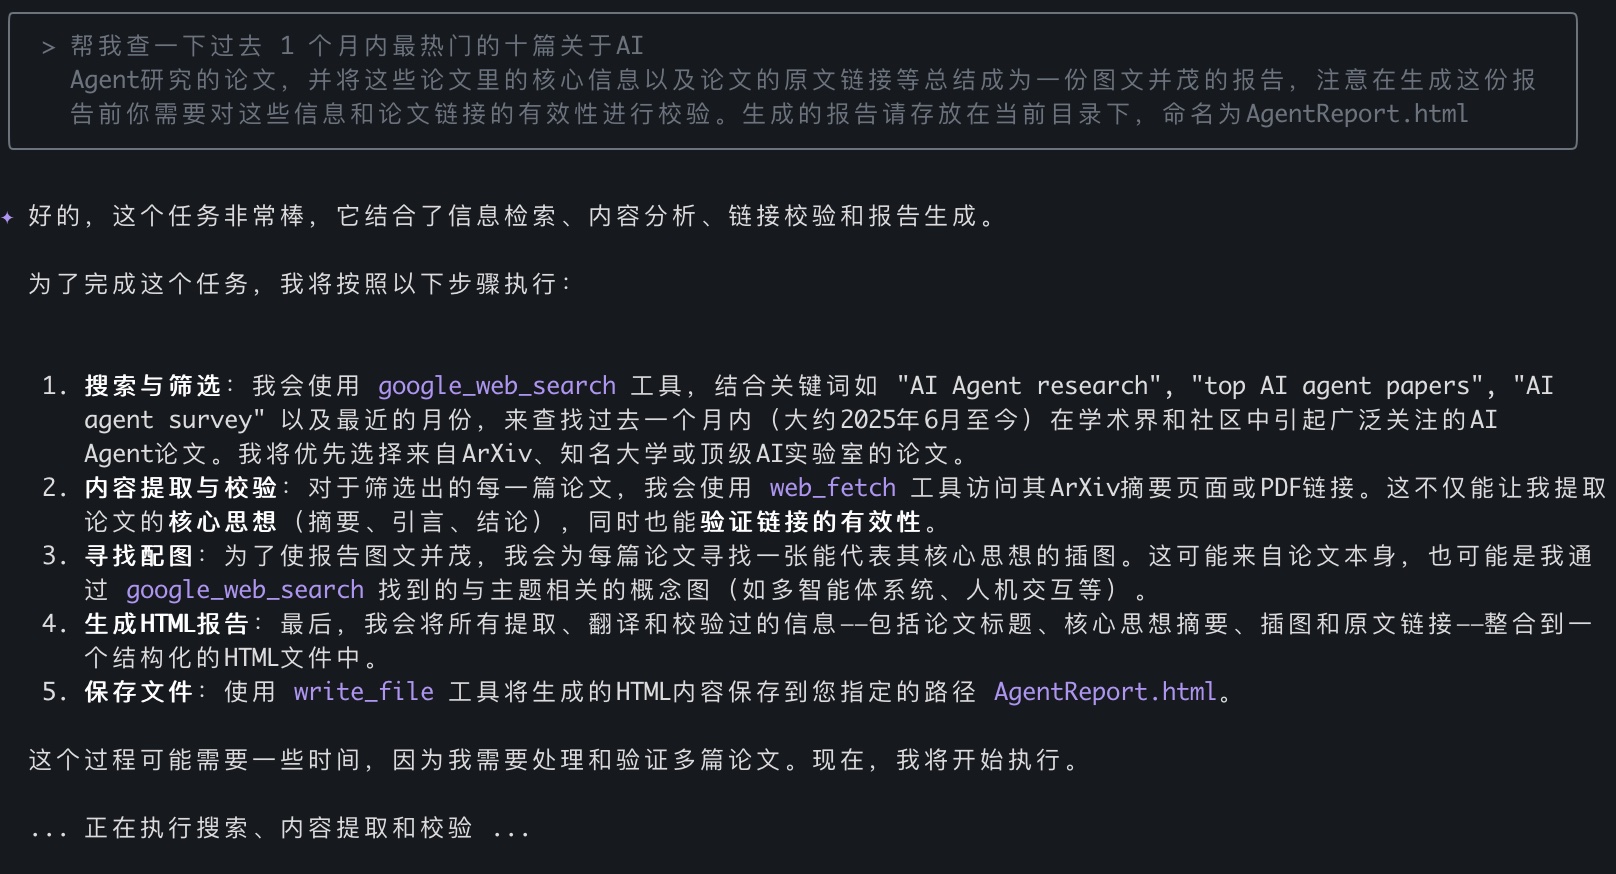 > 帮我查一下过去 1 个月内最热门的十篇关于AI
Agent研究的论文，并将这些论文里的核心信息以及论文的原文链接等总结成为一份图文并茂的报告，注意在生成这份报
告前你需要对这些信息和论文链接的有效性进行校验。生成的报告请存放在当前目录下，命名为AgentReport.html
✦ 好的，这个任务非常棒，它结合了信息检索、内容分析、链接校验和报告生成。
为了完成这个任务，我将按照以下步骤执行：
1. 搜索与筛选：我会使用 google_web_search 工具，结合关键词如 "AI Agent research", "top AI agent papers", "AI
agent survey" 以及最近的月份，来查找过去一个月内（大约2025年6月至今）在学术界和社区中引起广泛关注的AI
Agent论文。我将优先选择来自ArXiv、知名大学或顶级AI实验室的论文。
2. 内容提取与校验：对于筛选出的每一篇论文，我会使用 web_fetch 工具访问其ArXiv摘要页面或PDF链接。这不仅能让我提取
论文的核心思想（摘要、引言、结论），同时也能验证链接的有效性。
3. 寻找配图：为了使报告图文并茂，我会为每篇论文寻找一张能代表其核心思想的插图。这可能来自论文本身，也可能是我通
过 google_web_search 找到的与主题相关的概念图（如多智能体系统、人机交互等）。
4. 生成HTML报告：最后，我会将所有提取、翻译和校验过的信息——包括论文标题、核心思想摘要、插图和原文链接——整合到一
个结构化的HTML文件中。
5. 保存文件：使用 write_file 工具将生成的HTML内容保存到您指定的路径 AgentReport.html。
这个过程可能需要一些时间，因为我需要处理和验证多篇论文。现在，我将开始执行。
... 正在执行搜索、内容提取和校验 ...